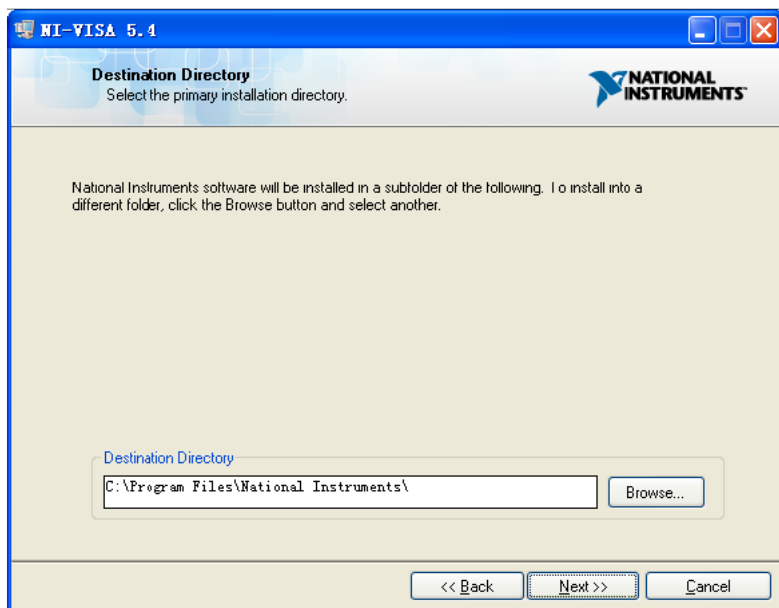 NI-VISA 5.4
Destination Directory
Select the primary installation directory.
NATIONAL
INSTRUMENTS™
National Instruments software will be installed in a subfolder of the following. To install into a
different folder, click the Browse button and select another.
Destination Directory
C:\Program Files\National Instruments\
Browse...
<< Back
Next >>
Cancel